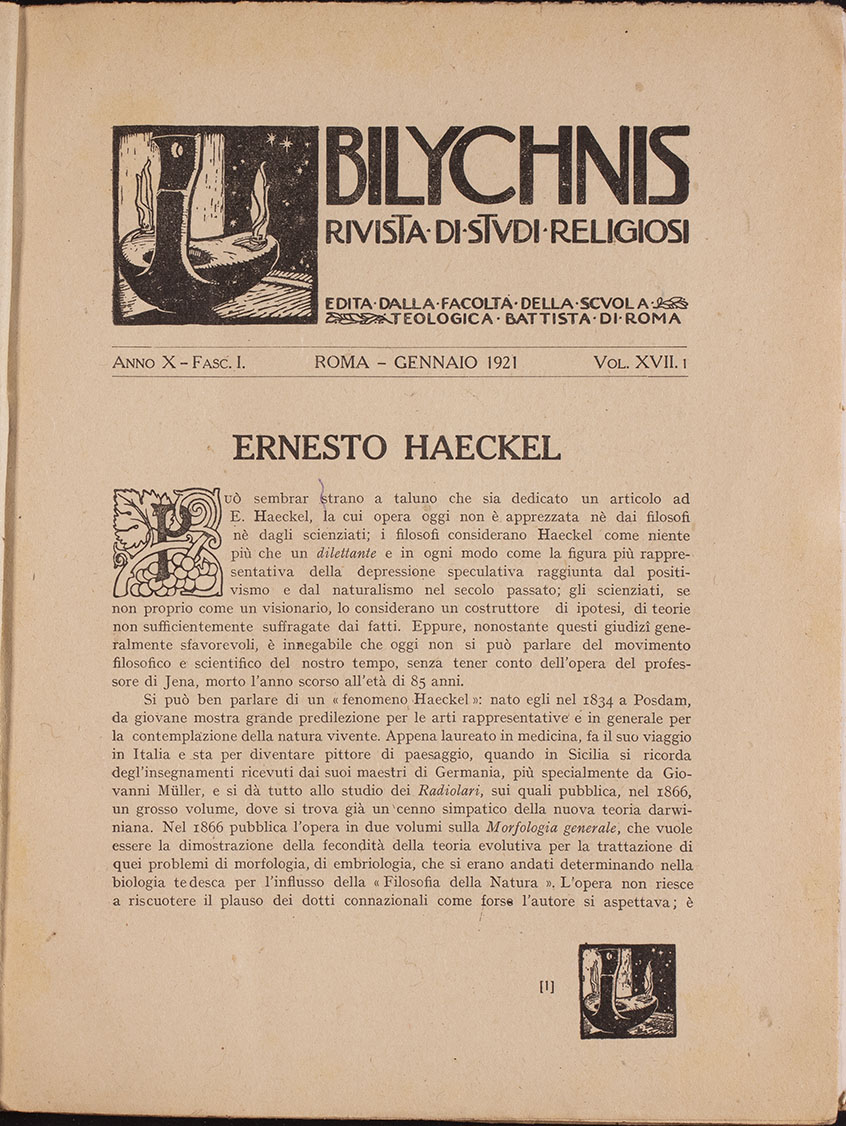 BILYCHNIS
RIVISTA·DI·STVDI·RELIGIOSI
EDITA·DALLA·FACOLTÀ·DELLA·SCVOLA
TEOLOGICA·BATTISTA·DI·ROMA
ANNO X - FASC. I. ROMA - GENNAIO 1921 VOL. XVII. 1
ERNESTO HAECKEL
Può sembrar strano a taluno che sia dedicato un articolo ad
E. Haeckel, la cui opera oggi non è apprezzata nè dai filosofi
nè dagli scienziati; i filosofi considerano Haeckel come niente
più che un dilettante e in ogni modo come la figura più rappre-
sentativa della depressione speculativa raggiunta dal positi-
vismo e dal naturalismo nel secolo passato; gli scienziati, se
non proprio come un visionario, lo considerano un costruttore di ipotesi, di teorie
non sufficientemente suffragate dai fatti. Eppure, nonostante questi giudizî gene-
ralmente sfavorevoli, è innegabile che oggi non si può parlare del movimento
filosofico e scientifico del nostro tempo, senza tener conto dell'opera del profes-
sore di Jena, morto l'anno scorso all'età di 85 anni.
Si può ben parlare di un « fenomeno Haeckel »: nato egli nel 1834 a Posdam,
da giovane mostra grande predilezione per le arti rappresentative e in generale per
la contemplazione della natura vivente. Appena laureato in medicina, fa il suo viaggio
in Italia e sta per diventare pittore di paesaggio, quando in Sicilia si ricorda
degl'insegnamenti ricevuti dai suoi maestri di Germania, più specialmente da Gio-
vanni Müller, e si dà tutto allo studio dei Radiolari, sui quali pubblica, nel 1866,
un grosso volume, dove si trova già un cenno simpatico della nuova teoria darwi-
niana. Nel 1866 pubblica l'opera in due volumi sulla Morfologia generale, che vuole
essere la dimostrazione della fecondità della teoria evolutiva per la trattazione di
quei problemi di morfologia, di embriologia, che si erano andati determinando nella
biologia tedesca per l'influsso della « Filosofia della Natura ». L'opera non riesce
a riscuotere il plauso dei dotti connazionali come forse l'autore si aspettava; è
[1]